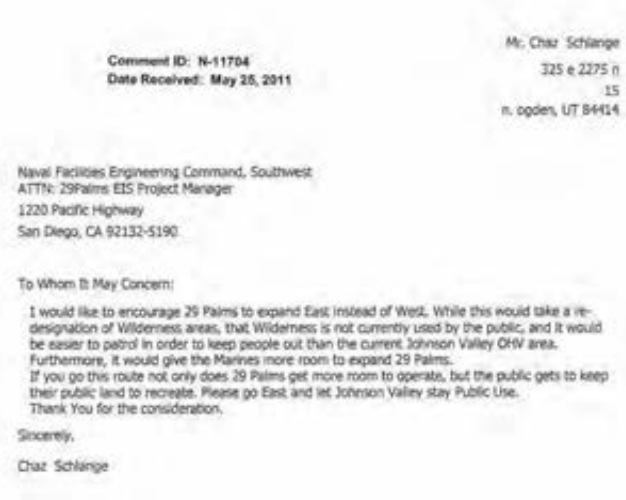 Mr. Chaz Schlange
325 e 2275 n
15
n. ogden, UT 84414
Comment ID: N-11704
Date Received: May 25, 2011
Naval Facilities Engineering Command, Southwest
ATTN: 29Palms EIS Project Manager
1220 Pacific Highway
San Diego, CA 92132-5190
To Whom It May Concern:
I would like to encourage 29 Palms to expand East instead of West. While this would take a re-
designation of Wilderness areas, that Wilderness is not currently used by the public, and it would
be easier to patrol in order to keep people out than the current Johnson Valley OHV area.
Furthermore, it would give the Marines more room to expand 29 Palms.
If you go this route not only does 29 Palms get more room to operate, but the public gets to keep
their public land to recreate. Please go East and let Johnson Valley stay Public Use.
Thank You for the consideration.
Sincerely,
Chaz Schlange